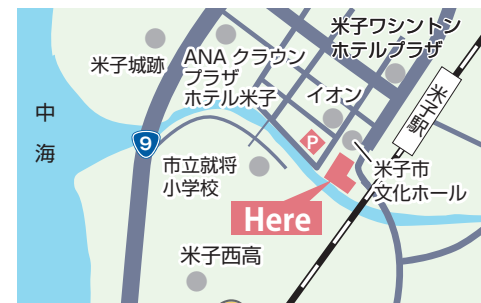 米子ワシントン
ホテルプラザ
米子城跡
ANA クラウン
プラザ
ホテル米子
イオン
米子駅
中海
9
P
市立就将
小学校
米子市
文化ホール
Here
米子西高